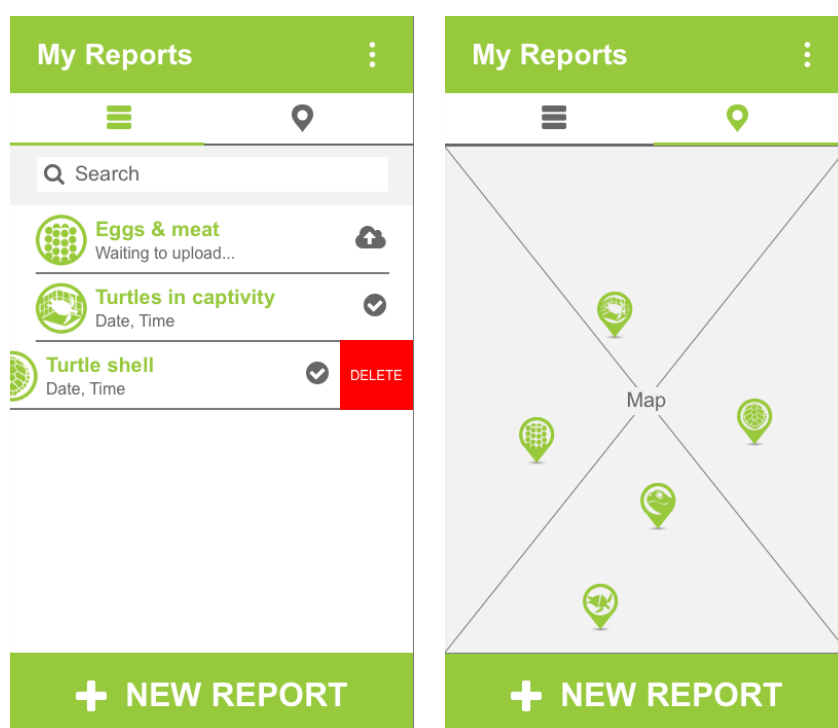 My Reports
Search
Eggs & meat
Waiting to upload...
Turtles in captivity
Date, Time
Turtle shell
Date, Time
DELETE
NEW REPORT
My Reports
Map
NEW REPORT